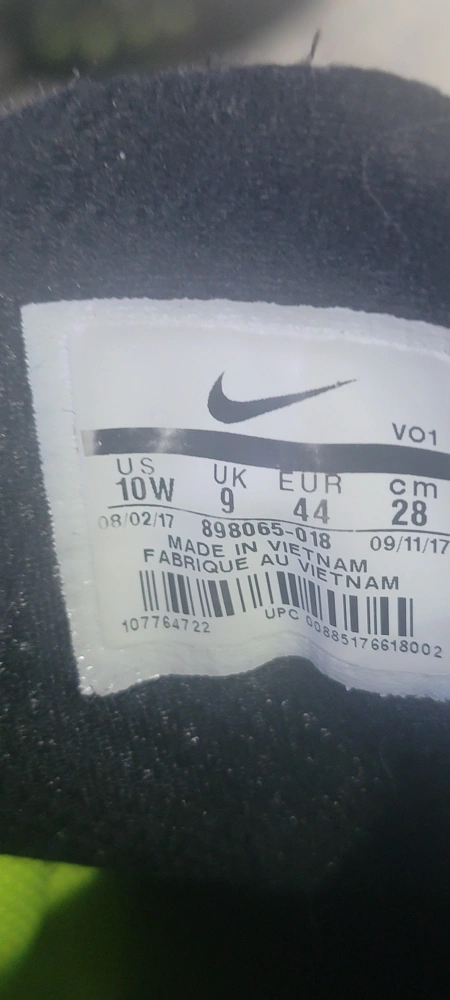 VO1
US UK EUR cm
10W 9 44 28
08/02/17 898065-018 09/11/17
MADE IN VIETNAM
FABRIQUE AU VIETNAM
107764722 UPC 00885176618002